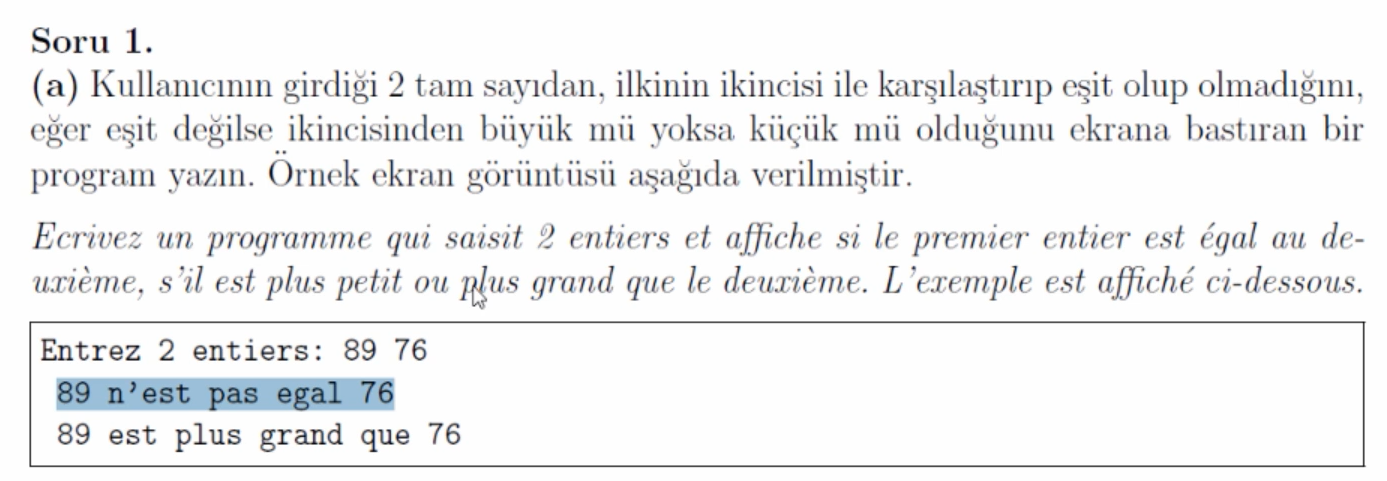 Soru 1.
(a) Kullanıcının girdiği 2 tam sayıdan, ilkinin ikincisi ile karşılaştırıp eşit olup olmadığını,
eğer eşit değilse ikincisinden büyük mü yoksa küçük mü olduğunu ekrana bastıran bir
program yazın. Örnek ekran görüntüsü aşağıda verilmiştir.
Ecrivez un programme qui saisit 2 entiers et affiche si le premier entier est égal au de-
uxième, s'il est plus petit ou plus grand que le deuxième. L'exemple est affiché ci-dessous.
Entrez 2 entiers: 89 76
89 n'est pas egal 76
89 est plus grand que 76